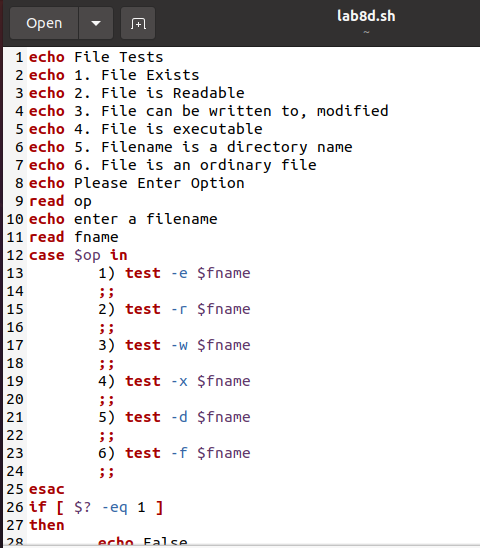 Open
lab8d.sh
~
1 echo File Tests
2 echo 1. File Exists
3 echo 2. File is Readable
4 echo 3. File can be written to, modified
5 echo 4. File is executable
6 echo 5. Filename is a directory name
7 echo 6. File is an ordinary file
8 echo Please Enter Option
9 read op
10 echo enter a filename
11 read fname
12 case $op in
13         1) test -e $fname
14         ;;
15         2) test -r $fname
16         ;;
17         3) test -w $fname
18         ;;
19         4) test -x $fname
20         ;;
21         5) test -d $fname
22         ;;
23         6) test -f $fname
24         ;;
25 esac
26 if [ $? -eq 1 ]
27 then
28         echo False